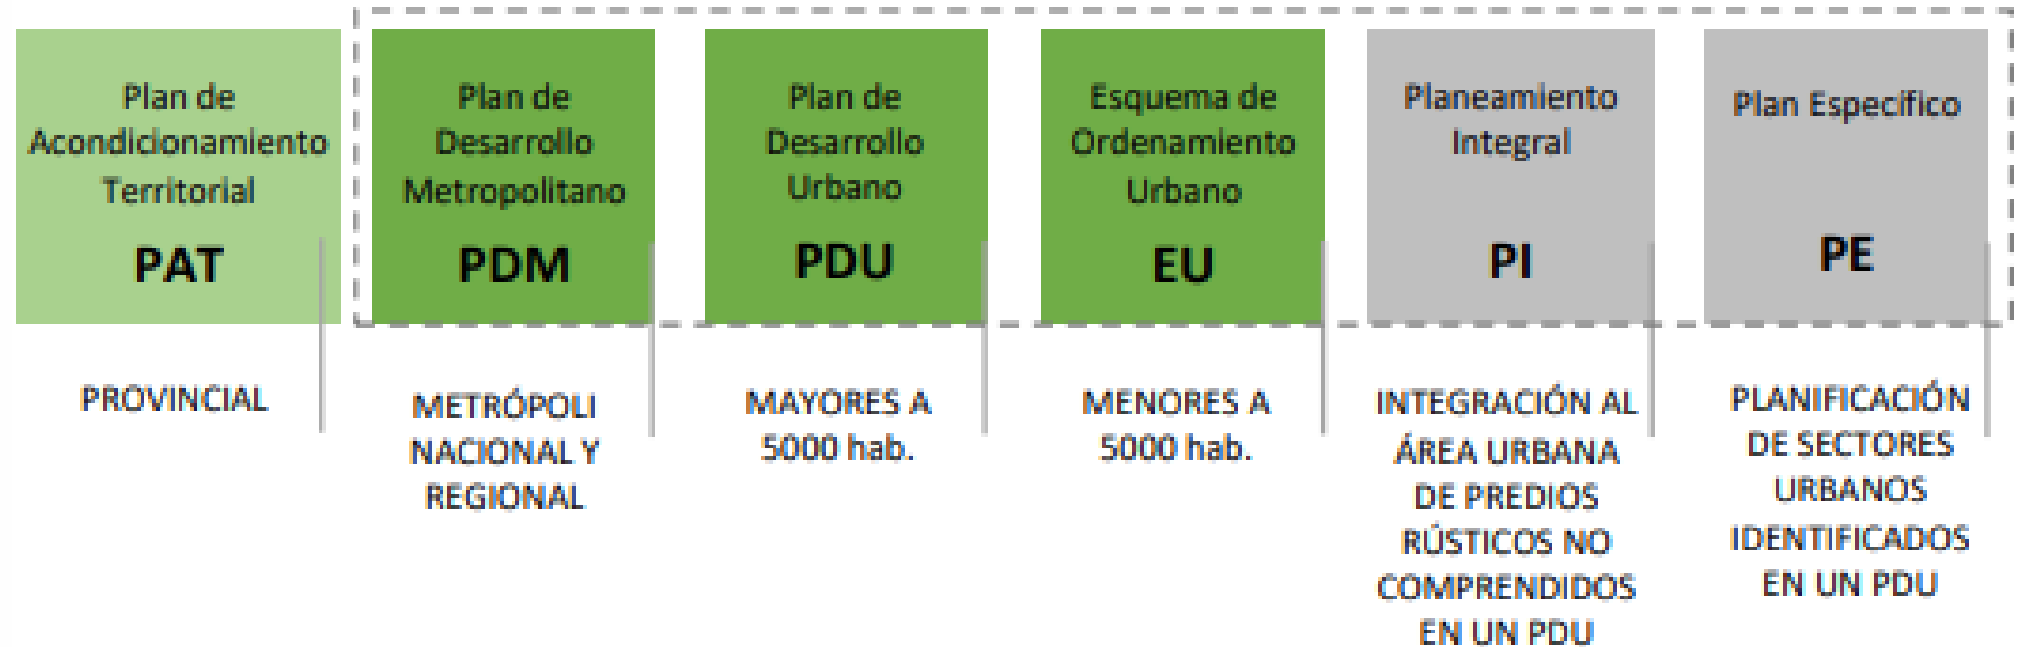 Plan de
Acondicionamiento
Territorial
PAT
PROVINCIAL
Plan de
Desarrollo
Metropolitano
PDM
METRÓPOLI
NACIONAL Y
REGIONAL
Plan de
Desarrollo
Urbano
PDU
MAYORES A
5000 hab.
Esquema de
Ordenamiento
Urbano
EU
MENORES A
5000 hab.
Planeamiento
Integral
PI
INTEGRACIÓN AL
ÁREA URBANA
DE PREDIOS
RÚSTICOS NO
COMPRENDIDOS
EN UN PDU
Plan Específico
PE
PLANIFICACIÓN
DE SECTORES
URBANOS
IDENTIFICADOS
EN UN PDU